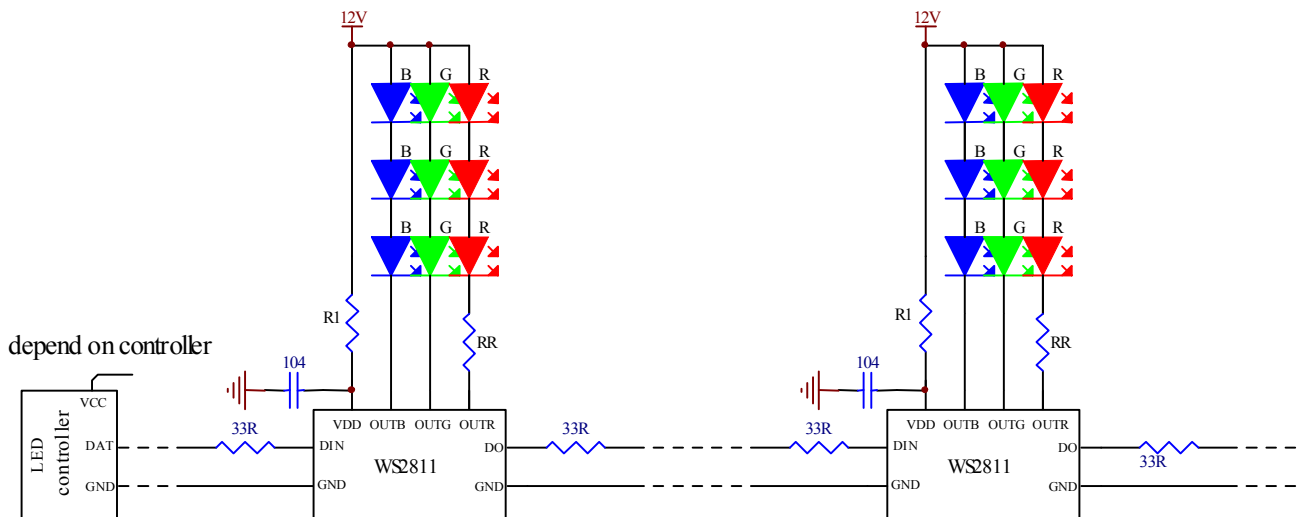 12V
12V
B G R
B G R
B G R
B G R
B G R
B G R
R1
RR
R1
RR
depend on controller
104
104
VCC
DAT
GND
LED controller
33R
VDD OUTB OUTG OUTR
DIN
DO
WS2811
GND
GND
33R
33R
VDD OUTB OUTG OUTR
DIN
DO
WS2811
GND
GND
33R